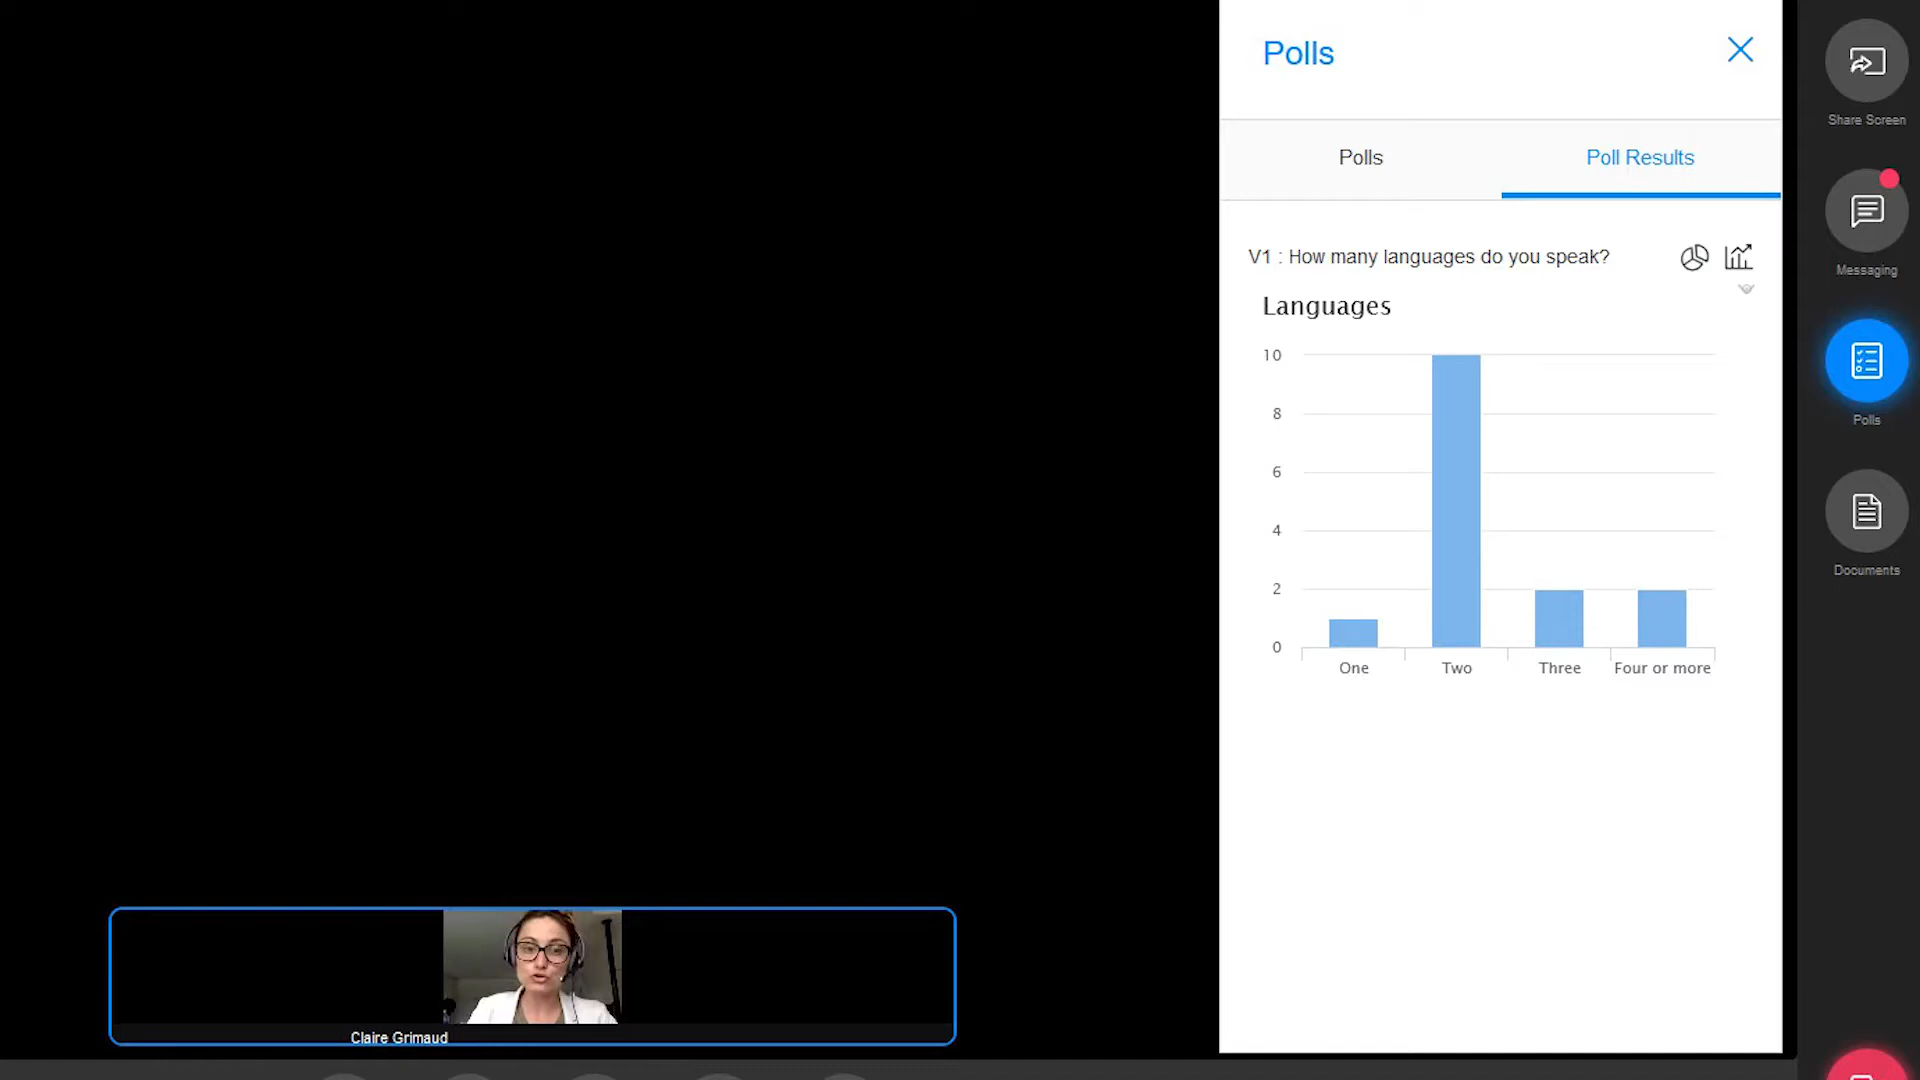 Polls
Polls
Poll Results
V1 : How many languages do you speak?
Languages
10
8
6
4
2
0
One
Two
Three
Four or more
Share Screen
Messaging
Polls
Documents
Claire Grimaud